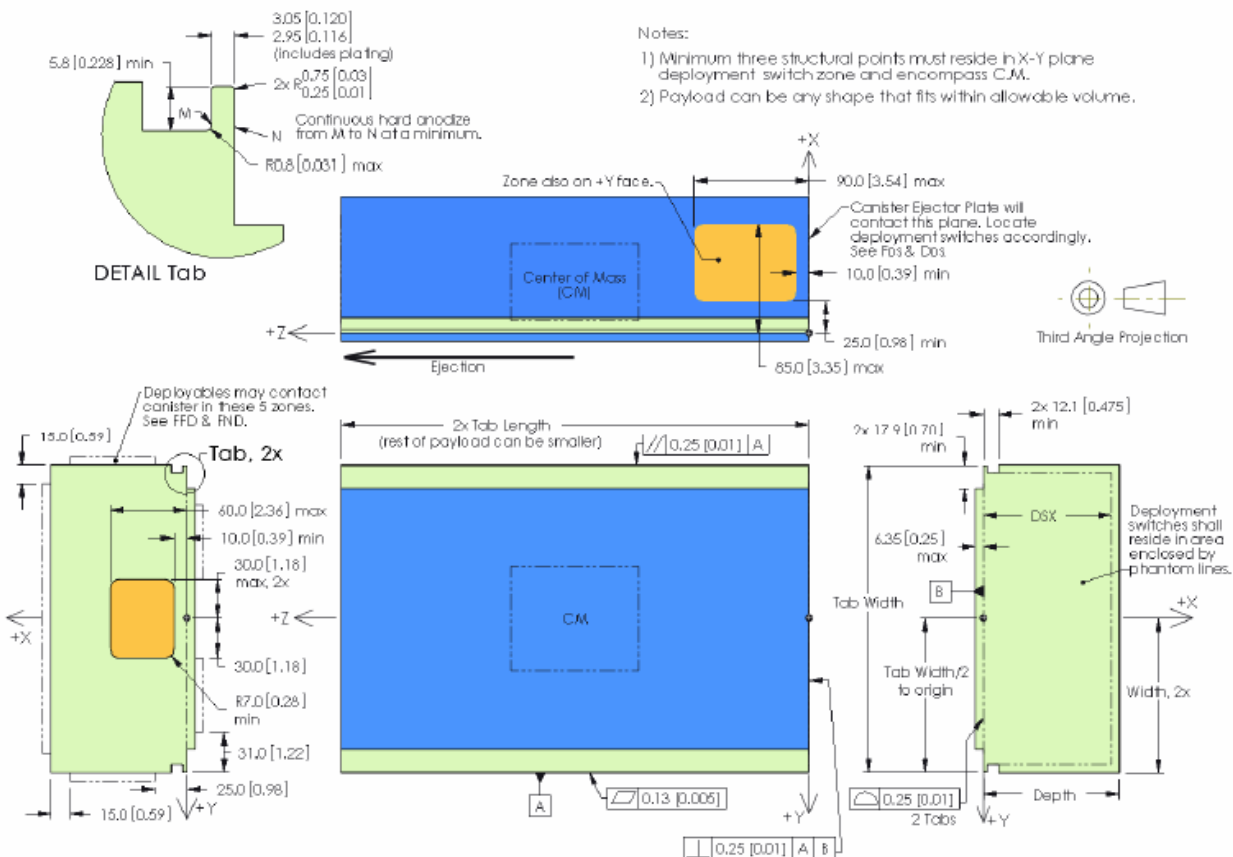 3.05 [0.120]
2.95 [0.116]
(includes plating)
5.8 [0.228] min
2x R 0.75 [0.03]
0.25 [0.01]
M
N
Continuous hard anodize
from M to N at a minimum.
R0.8 [0.031] max
DETAIL Tab
Notes:
1) Minimum three structural points must reside in X-Y plane
deployment switch zone and encompass C.M.
2) Payload can be any shape that fits within allowable volume.
+X
Zone also on +Y face.
90.0 [3.54] max
Canister Ejector Plate will
contact this plane. Locate
deployment switches accordingly.
See Fds & Dds.
10.0 [0.39] min
Center of Mass
(CM)
+Z
25.0 [0.98] min
85.0 [3.35] max
Ejection
Third Angle Projection
Deployables may contact
canister in these 5 zones.
See FFD & FND.
15.0 [0.59]
Tab, 2x
60.0 [2.36] max
10.0 [0.39] min
30.0 [1.18]
max, 2x
+X
30.0 [1.18]
R7.0 [0.28]
min
31.0 [1.22]
25.0 [0.98]
15.0 [0.59]
+Y
2x Tab Length
(rest of payload can be smaller)
// 0.25 [0.01] A
+Z
CM
A
0.13 [0.005]
+Y
⊥ 0.25 [0.01] A B
2x 12.1 [0.475]
min
2x 17.9 [0.70]
min
DSX
6.35 [0.25]
max
Deployment
switches shall
reside in area
enclosed by
phantom lines.
B
Tab Width
+X
Tab Width/2
to origin
Width, 2x
0.25 [0.01]
2 Tabs
Depth
+Y